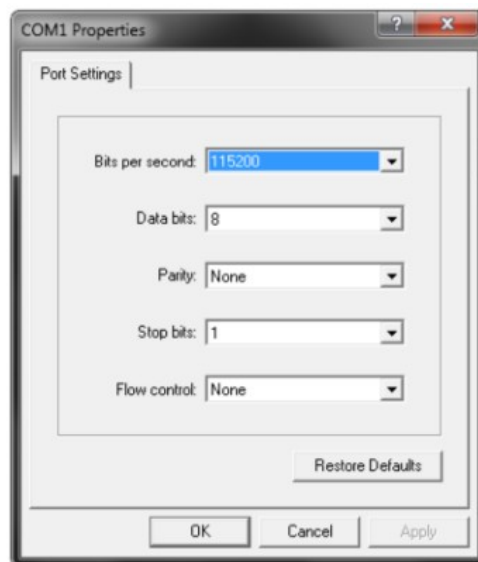 COM1 Properties
Port Settings
Bits per second: 115200
Data bits: 8
Parity: None
Stop bits: 1
Flow control: None
Restore Defaults
OK Cancel Apply